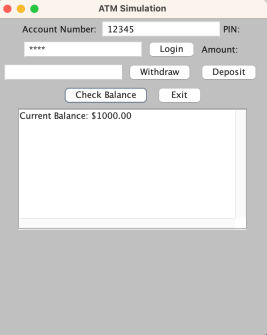 ATM Simulation
Account Number: 12345 PIN:
**** Login Amount:
Withdraw Deposit
Check Balance Exit
Current Balance: $1000.00